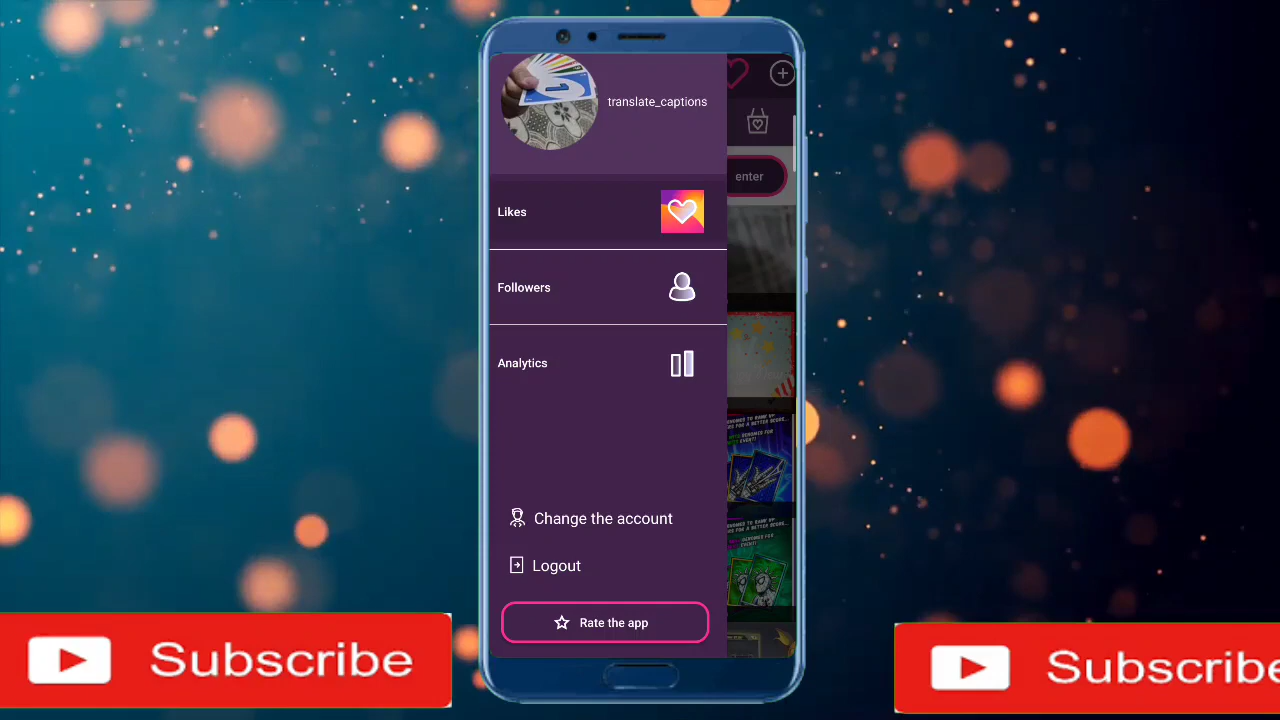 translate_captions
enter
Likes
Followers
Analytics
Change the account
Logout
Rate the app
Subscribe
Subscribe